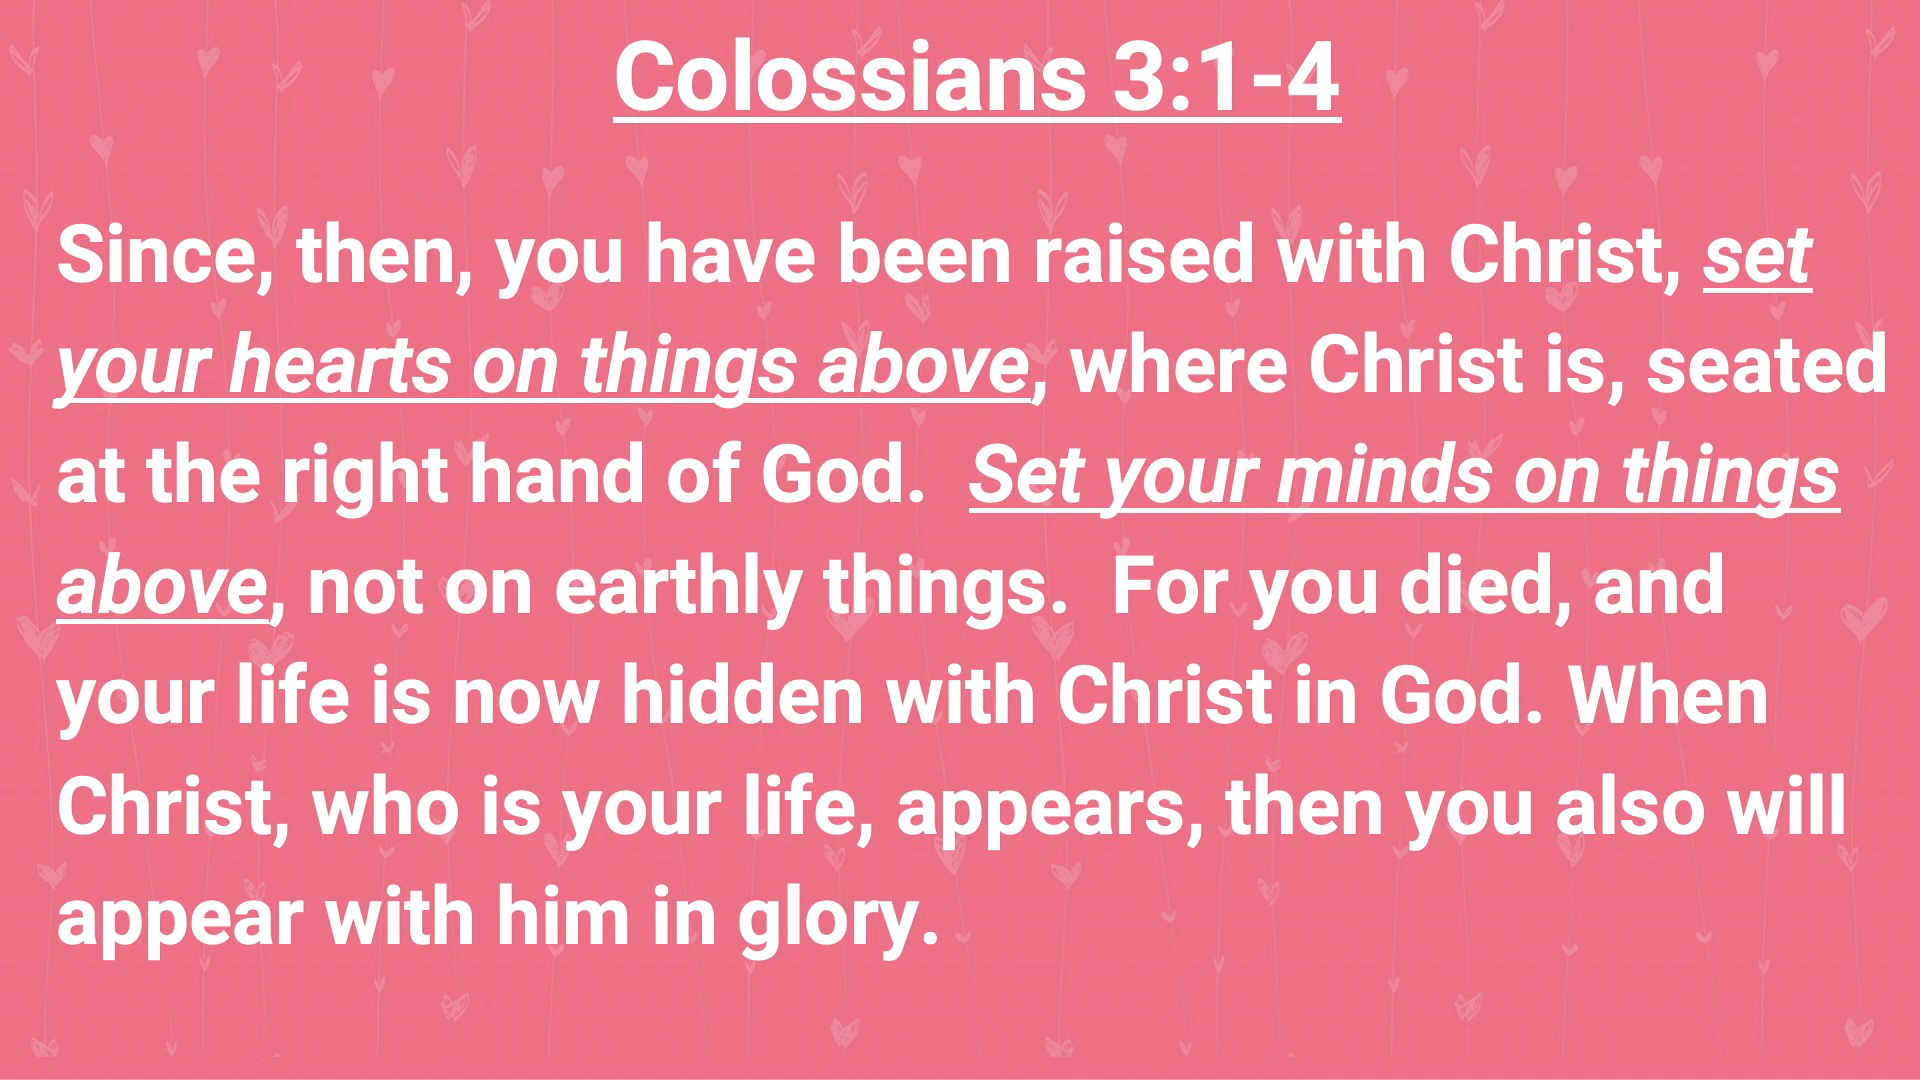 Colossians 3:1-4
Since, then, you have been raised with Christ, set
your hearts on things above, where Christ is, seated
at the right hand of God.  Set your minds on things
above, not on earthly things.  For you died, and
your life is now hidden with Christ in God. When
Christ, who is your life, appears, then you also will
appear with him in glory.